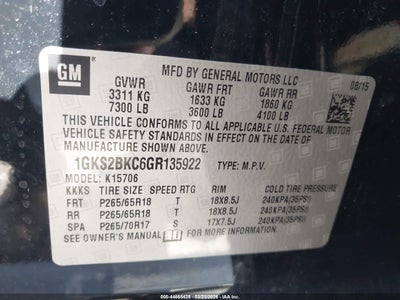 GM
MFD BY GENERAL MOTORS LLC
08/15
GVWR GAWR FRT GAWR RR
3311 KG 1633 KG 1860 KG
7300 LB 3600 LB 4100 LB
THIS VEHICLE CONFORMS TO ALL APPLICABLE U.S. FEDERAL MOTOR
VEHICLE SAFETY AND THEFT PREVENTION STANDARDS
IN EFFECT ON THE DATE
OF MANUFACTURE SHOWN ABOVE.
1GKS2BKC6GR135922 TYPE: M.P.V.
MODEL: K15706
KKKS TIRE SIZE SPEED RTG RIM COLD TIRE PRESSURE
FRT P265/65R18 T 18X8.5J 240KPA(35PSI)
RR P265/65R18 T 18X8.5J 240KPA(35PSI)
SPA P265/70R17 T 17X7.5J 240KPA(35PSI)
SEE OWNER'S MANUAL FOR ADDITIONAL INFORMATION.